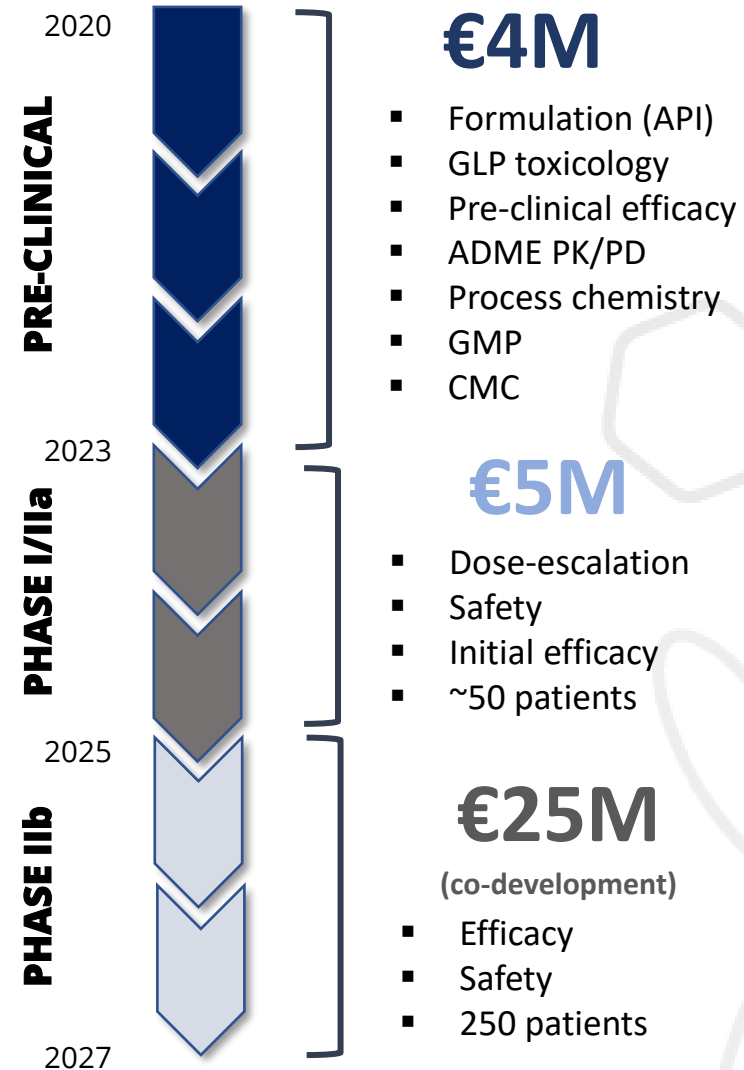 2020
PRE-CLINICAL
€4M
▪ Formulation (API)
▪ GLP toxicology
▪ Pre-clinical efficacy
▪ ADME PK/PD
▪ Process chemistry
▪ GMP
▪ CMC
2023
PHASE I/IIa
€5M
▪ Dose-escalation
▪ Safety
▪ Initial efficacy
▪ ~50 patients
2025
PHASE IIb
€25M
(co-development)
▪ Efficacy
▪ Safety
▪ 250 patients
2027